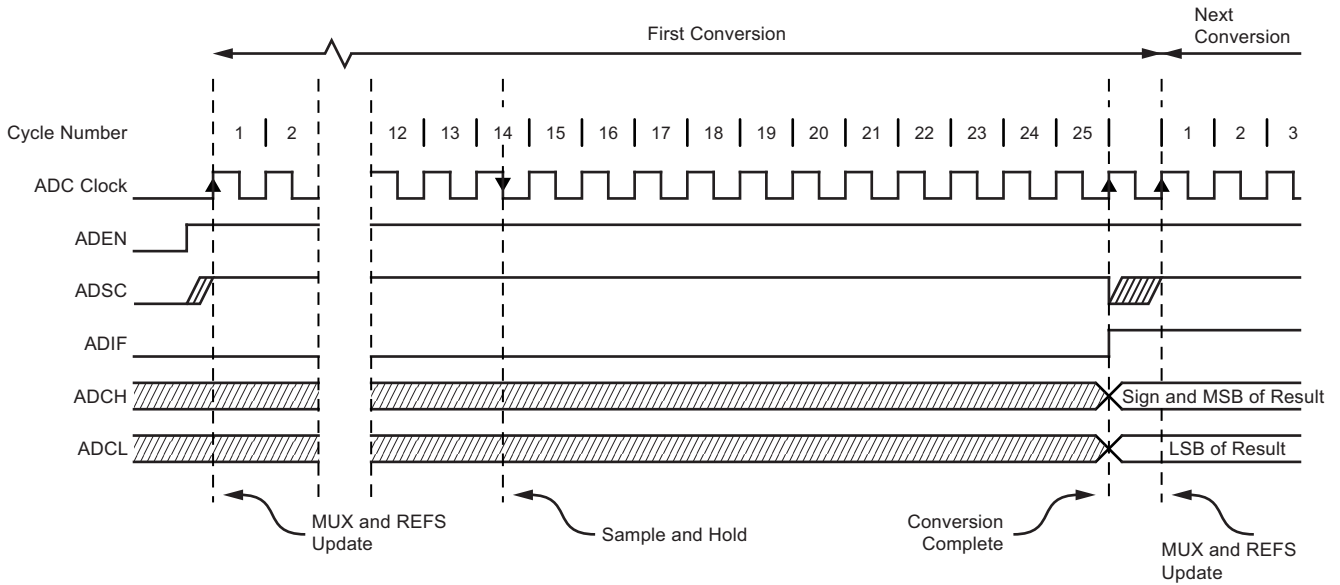 First Conversion
Next
Conversion
Cycle Number 1 2 12 13 14 15 16 17 18 19 20 21 22 23 24 25 1 2 3
ADC Clock
ADEN
ADSC
ADIF
ADCH Sign and MSB of Result
ADCL LSB of Result
MUX and REFS
Update
Sample and Hold
Conversion
Complete
MUX and REFS
Update